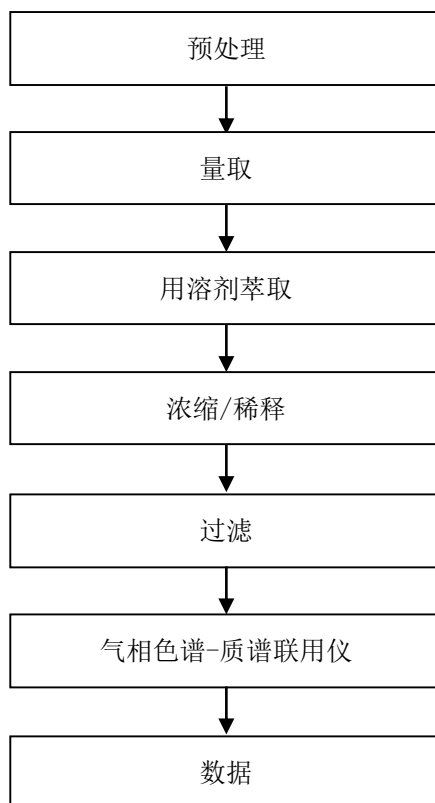 预处理
量取
用溶剂萃取
浓缩/稀释
过滤
气相色谱-质谱联用仪
数据